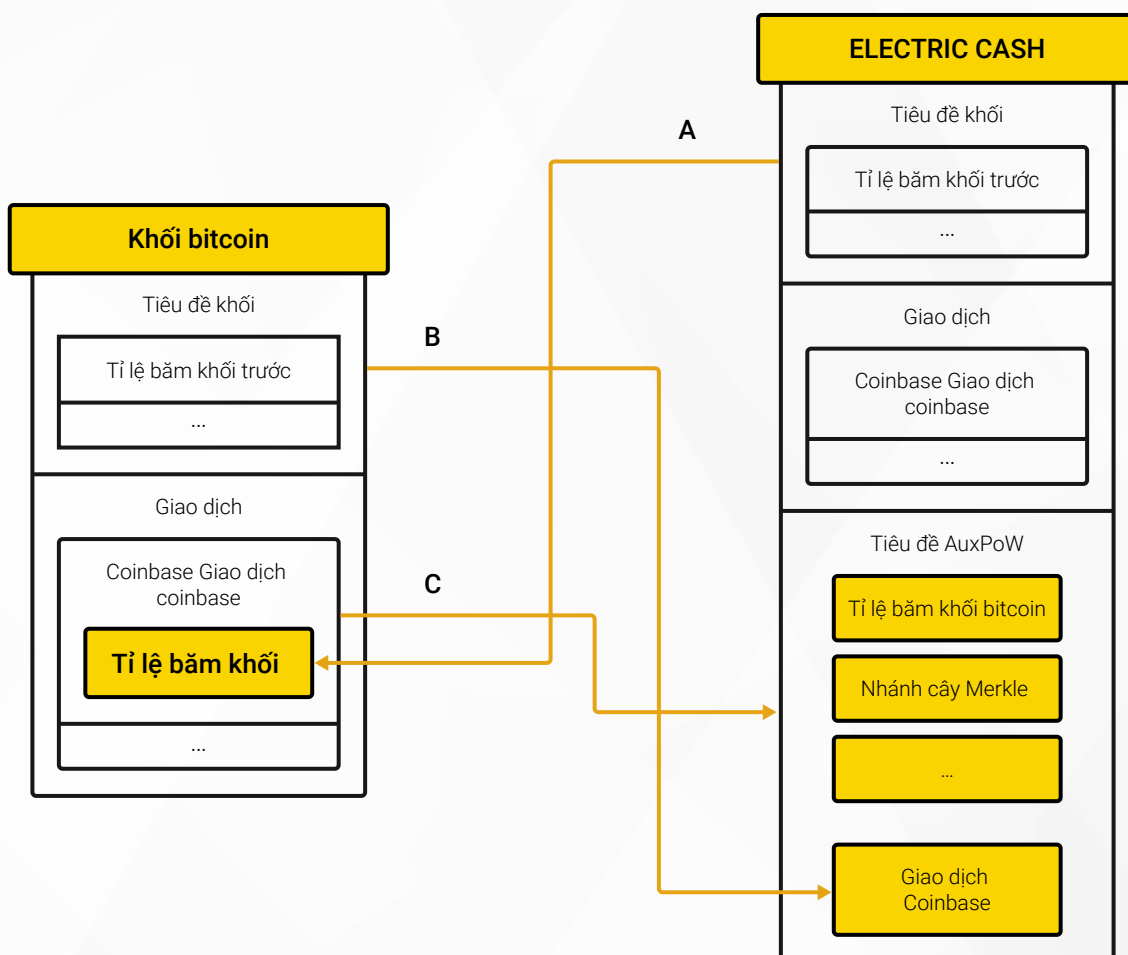 ELECTRIC CASH
Tiêu đề khối
Tỉ lệ băm khối trước
...
Giao dịch
Coinbase Giao dịch
coinbase
...
Tiêu đề AuxPoW
Tỉ lệ băm khối bitcoin
Nhánh cây Merkle
...
Giao dịch
Coinbase
A
B
C
Khối bitcoin
Tiêu đề khối
Tỉ lệ băm khối trước
...
Giao dịch
Coinbase Giao dịch
coinbase
Tỉ lệ băm khối
...